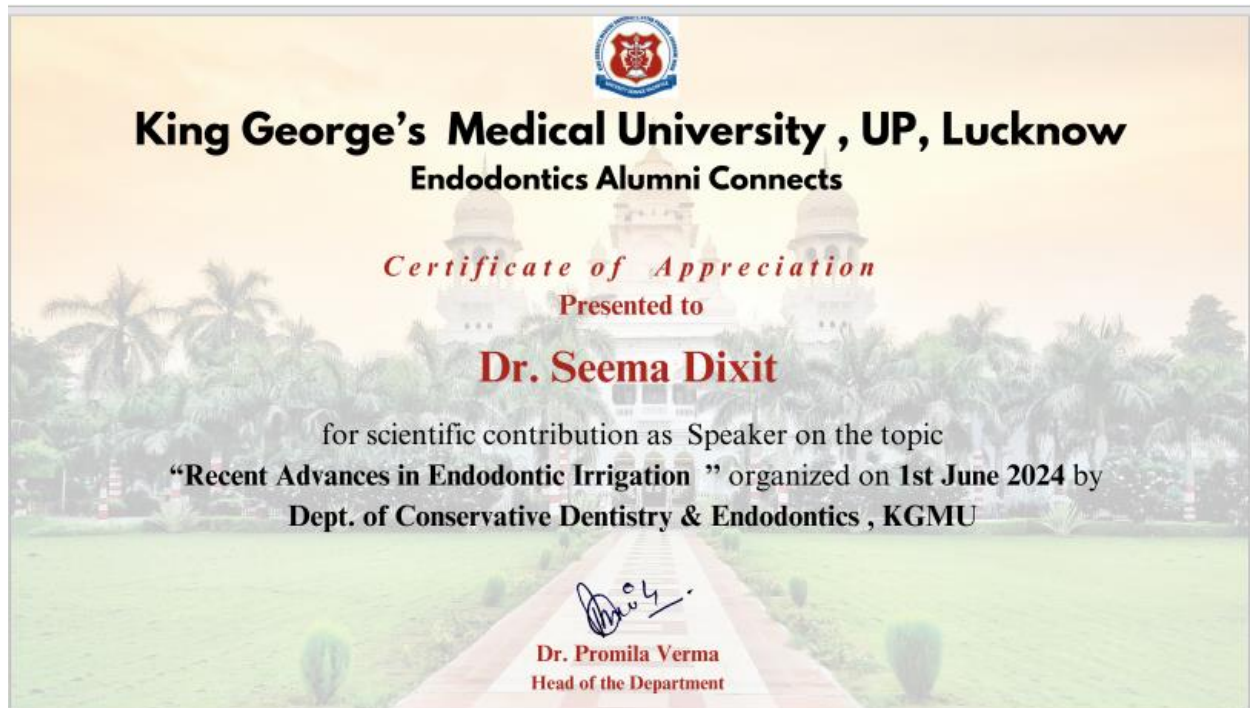 King George's Medical University , UP, Lucknow
Endodontics Alumni Connects
Certificate of Appreciation
Presented to
Dr. Seema Dixit
for scientific contribution as Speaker on the topic
“Recent Advances in Endodontic Irrigation ” organized on 1st June 2024 by
Dept. of Conservative Dentistry & Endodontics , KGMU
Dr. Promila Verma
Head of the Department